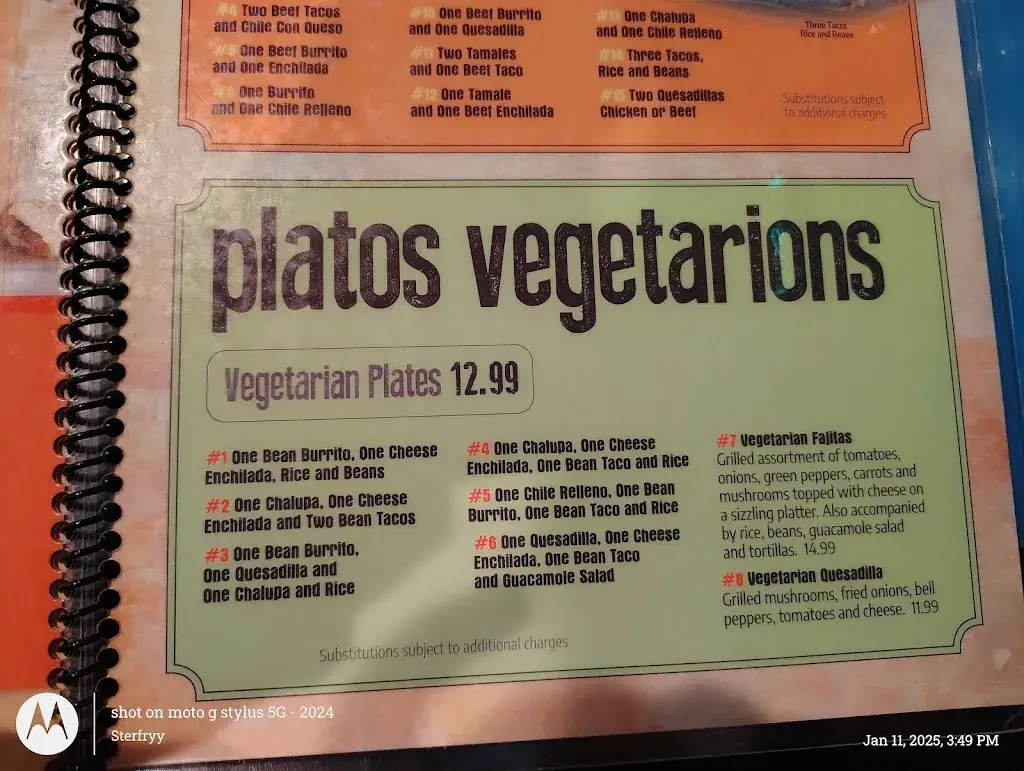 #4 Two Beef Tacos
and Chile Con Queso
#5 One Beef Burrito
and One Enchilada
#6 One Burrito
and One Chile Relleno
#10 One Beef Burrito
and One Quesadilla
#11 Two Tamales
and One Beef Taco
#12 One Tamale
and One Beef Enchilada
#13 One Chalupa
and One Chile Relleno
#14 Three Tacos,
Rice and Beans
#15 Two Quesadillas
Chicken or Beef
Three Tacos
Rice and Beans
Substitutions subject
to additional charges
platos vegetarions
Vegetarian Plates 12.99
#1 One Bean Burrito, One Cheese
Enchilada, Rice and Beans
#2 One Chalupa, One Cheese
Enchilada and Two Bean Tacos
#3 One Bean Burrito,
One Quesadilla and
One Chalupa and Rice
#4 One Chalupa, One Cheese
Enchilada, One Bean Taco and Rice
#5 One Chile Relleno, One Bean
Burrito, One Bean Taco and Rice
#6 One Quesadilla, One Cheese
Enchilada, One Bean Taco
and Guacamole Salad
#7 Vegetarian Fajitas
Grilled assortment of tomatoes,
onions, green peppers, carrots and
mushrooms topped with cheese on
a sizzling platter. Also accompanied
by rice, beans, guacamole salad
and tortillas. 14.99
#8 Vegetarian Quesadilla
Grilled mushrooms, fried onions, bell
peppers, tomatoes and cheese. 11.99
Substitutions subject to additional charges
shot on moto g stylus 5G - 2024
Sterfryy
Jan 11, 2025, 3:49 PM